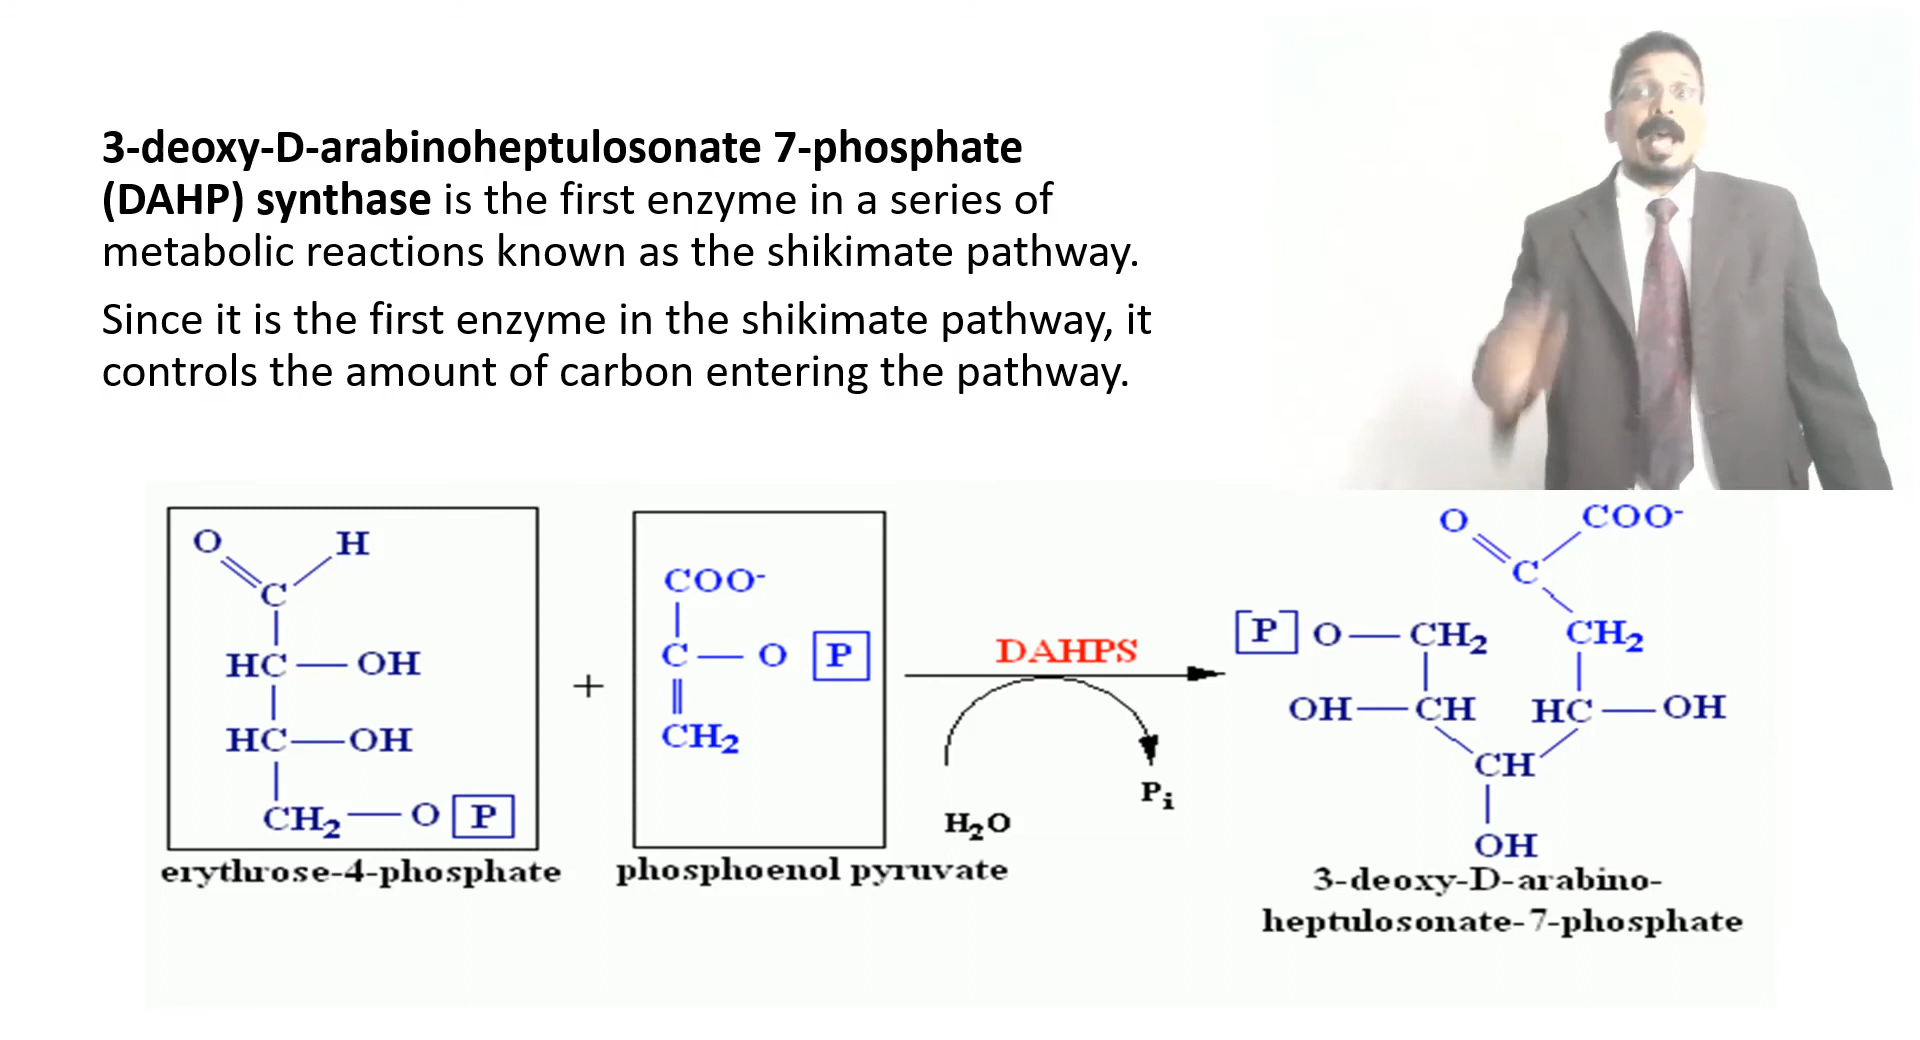 3-deoxy-D-arabinoheptulosonate 7-phosphate
(DAHP) synthase is the first enzyme in a series of
metabolic reactions known as the shikimate pathway.
Since it is the first enzyme in the shikimate pathway, it
controls the amount of carbon entering the pathway.
O H
C
HC — OH
HC — OH
CH₂ — O P
erythrose-4-phosphate
+
COO⁻
C — O P
CH₂
phosphoenol pyruvate
DAHPS
H₂O
Pᵢ
O COO⁻
C
P O — CH₂ CH₂
OH — CH HC — OH
CH
OH
3-deoxy-D-arabino-
heptulosonate-7-phosphate